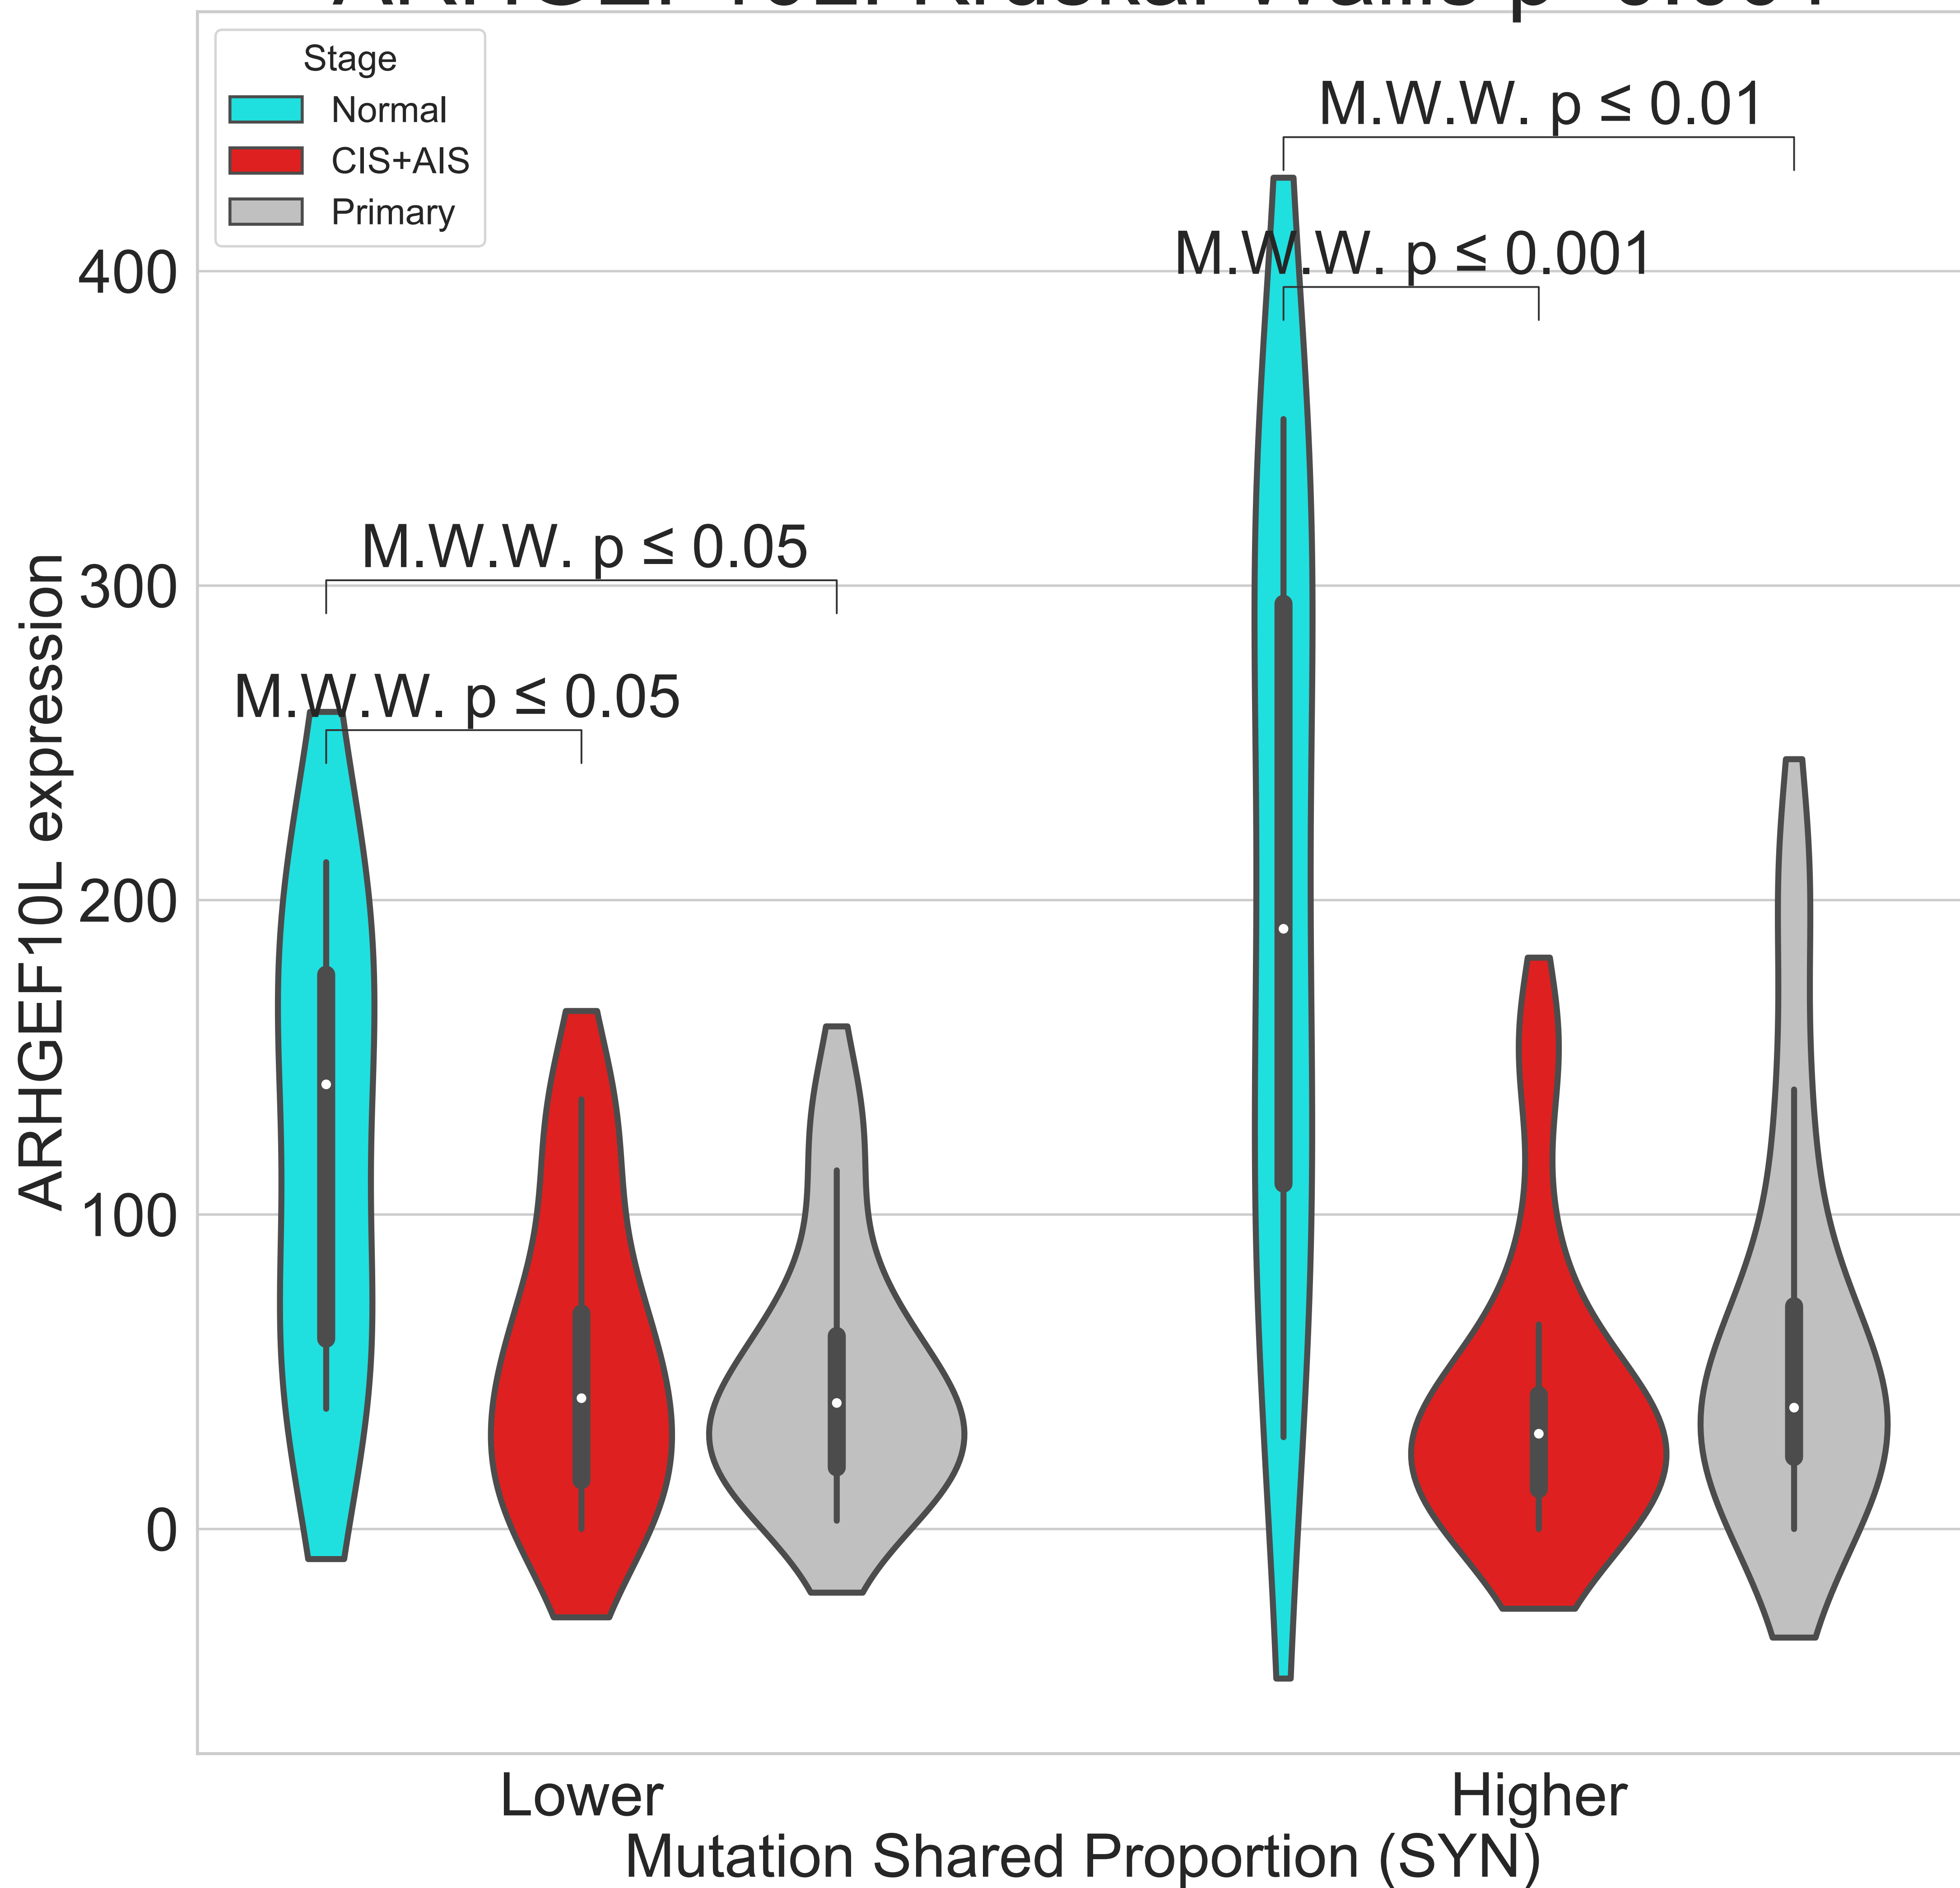 Stage
Normal
CIS+AIS
Primary
M.W.W. p ≤ 0.01
M.W.W. p ≤ 0.001
M.W.W. p ≤ 0.05
M.W.W. p ≤ 0.05
400
300
200
100
0
ARHGEF10L expression
Lower
Higher
Mutation Shared Proportion (SYN)